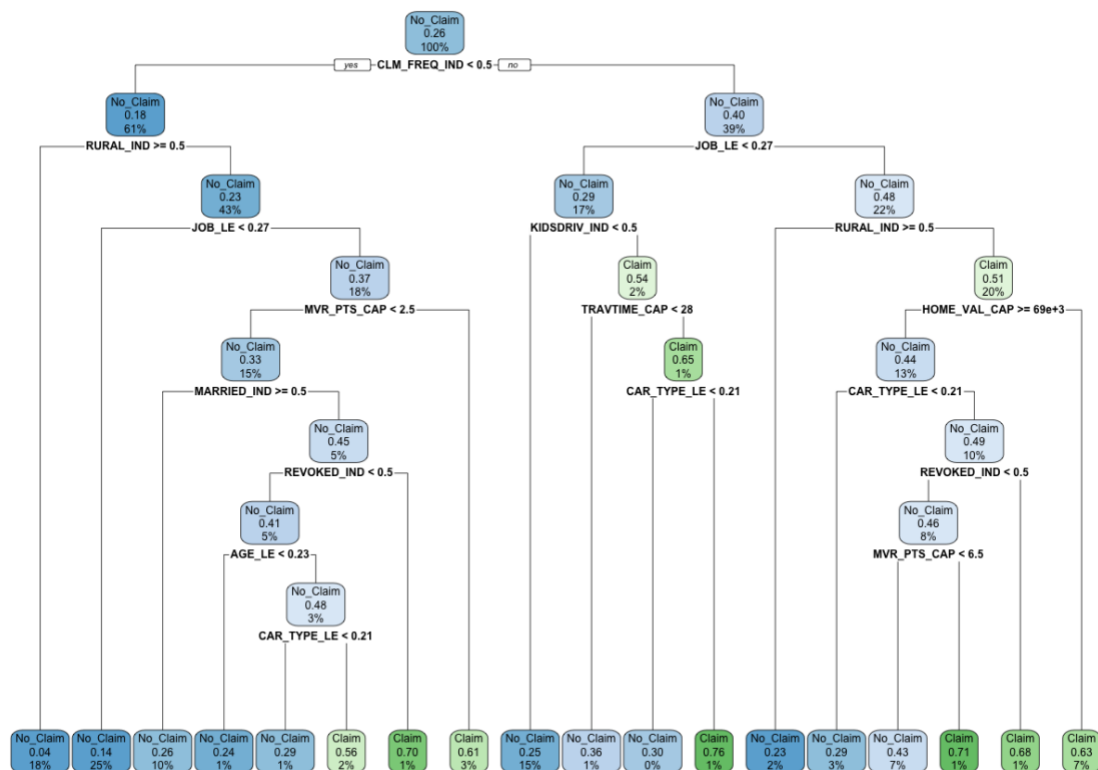 No_Claim
0.26
100%
yes CLM_FREQ_IND < 0.5 no
No_Claim
0.18
61%
RURAL_IND >= 0.5
No_Claim
0.40
39%
JOB_LE < 0.27
No_Claim
0.23
43%
JOB_LE < 0.27
No_Claim
0.29
17%
KIDSDRIV_IND < 0.5
No_Claim
0.48
22%
RURAL_IND >= 0.5
No_Claim
0.37
18%
MVR_PTS_CAP < 2.5
Claim
0.54
2%
TRAVTIME_CAP < 28
Claim
0.51
20%
HOME_VAL_CAP >= 69e+3
No_Claim
0.33
15%
MARRIED_IND >= 0.5
Claim
0.65
1%
CAR_TYPE_LE < 0.21
No_Claim
0.44
13%
CAR_TYPE_LE < 0.21
No_Claim
0.45
5%
REVOKED_IND < 0.5
No_Claim
0.49
10%
REVOKED_IND < 0.5
No_Claim
0.41
5%
AGE_LE < 0.23
No_Claim
0.46
8%
MVR_PTS_CAP < 6.5
No_Claim
0.48
3%
CAR_TYPE_LE < 0.21
No_Claim
0.04
18%
No_Claim
0.14
25%
No_Claim
0.26
10%
No_Claim
0.24
1%
No_Claim
0.29
1%
Claim
0.56
2%
Claim
0.70
1%
Claim
0.61
3%
No_Claim
0.25
15%
No_Claim
0.36
1%
No_Claim
0.30
0%
Claim
0.76
1%
No_Claim
0.23
2%
No_Claim
0.29
3%
No_Claim
0.43
7%
Claim
0.71
1%
Claim
0.68
1%
Claim
0.63
7%